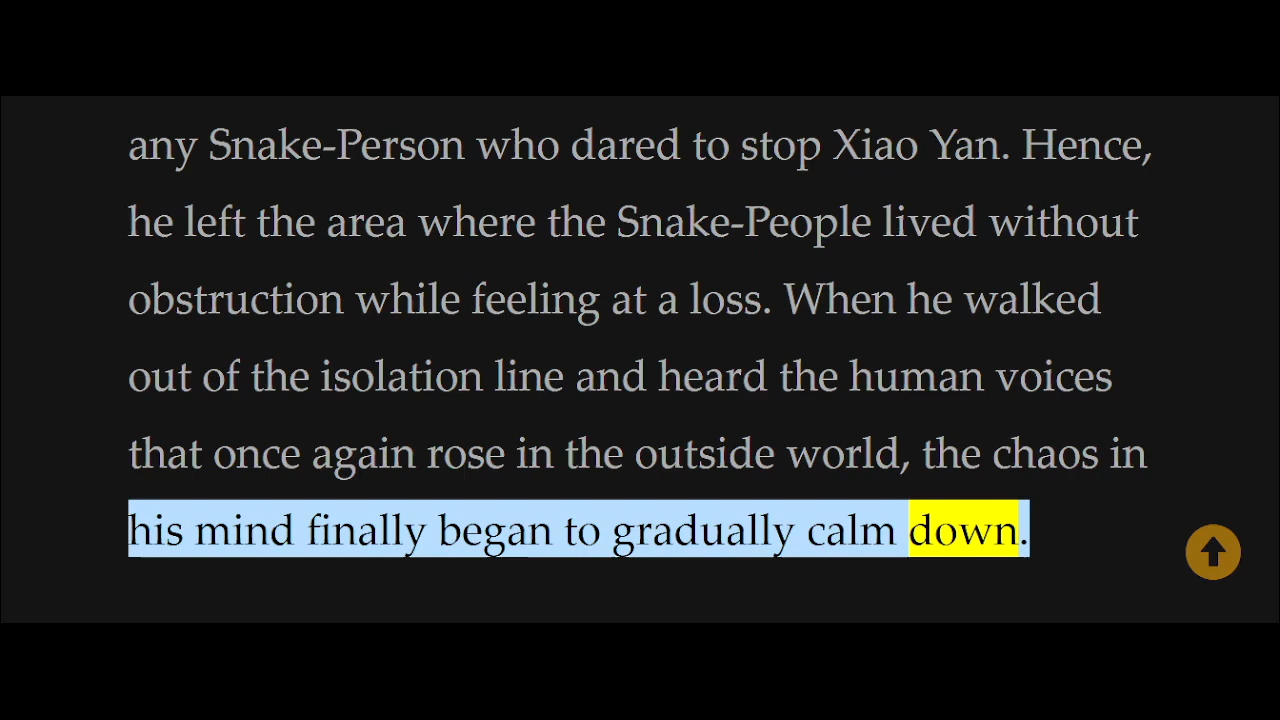 any Snake-Person who dared to stop Xiao Yan. Hence,
he left the area where the Snake-People lived without
obstruction while feeling at a loss. When he walked
out of the isolation line and heard the human voices
that once again rose in the outside world, the chaos in
his mind finally began to gradually calm down.